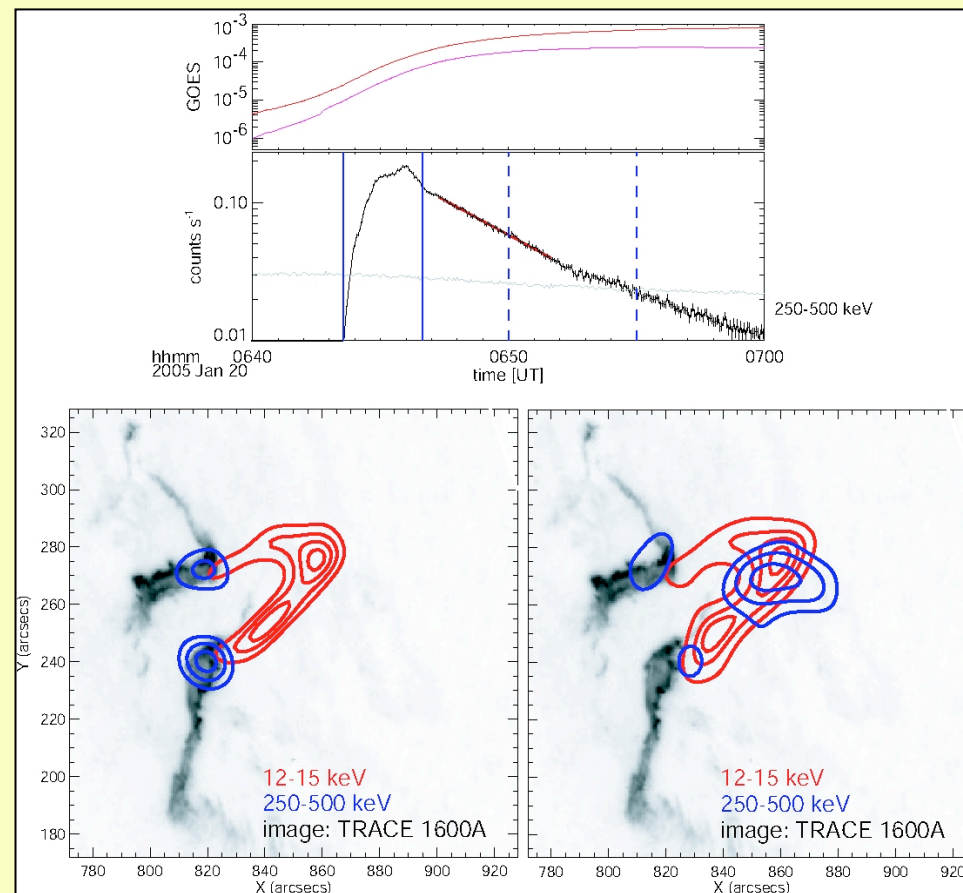 10⁻³
10⁻⁴
10⁻⁵
10⁻⁶
GOES
0.10
0.01
counts s⁻¹
250-500 keV
0640 0650 0700
hhmm
2005 Jan 20
time [UT]
320
300
280
260
240
220
200
180
Y (arcsecs)
12-15 keV
250-500 keV
image: TRACE 1600A
780 800 820 840 860 880 900 920
X (arcsecs)
12-15 keV
250-500 keV
image: TRACE 1600A
780 800 820 840 860 880 900 920
X (arcsecs)